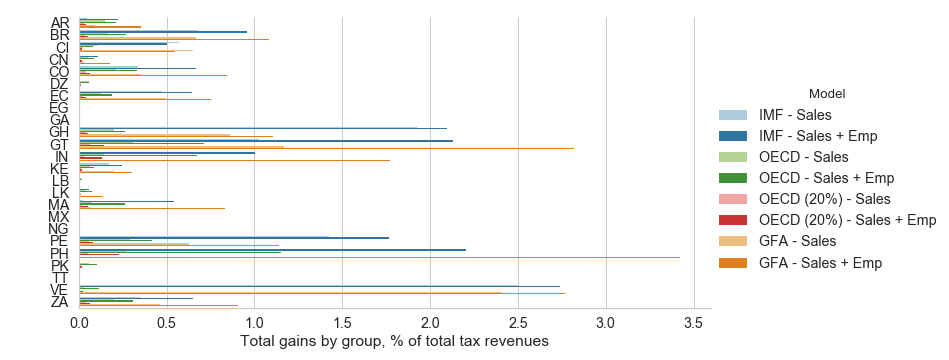 AR
BR
CI
CN
CO
DZ
EC
EG
GA
GH
GT
IN
KE
LB
LK
MA
MX
NG
PE
PH
PK
TT
VE
ZA
0.0 0.5 1.0 1.5 2.0 2.5 3.0 3.5
Total gains by group, % of total tax revenues
Model
IMF - Sales
IMF - Sales + Emp
OECD - Sales
OECD - Sales + Emp
OECD (20%) - Sales
OECD (20%) - Sales + Emp
GFA - Sales
GFA - Sales + Emp